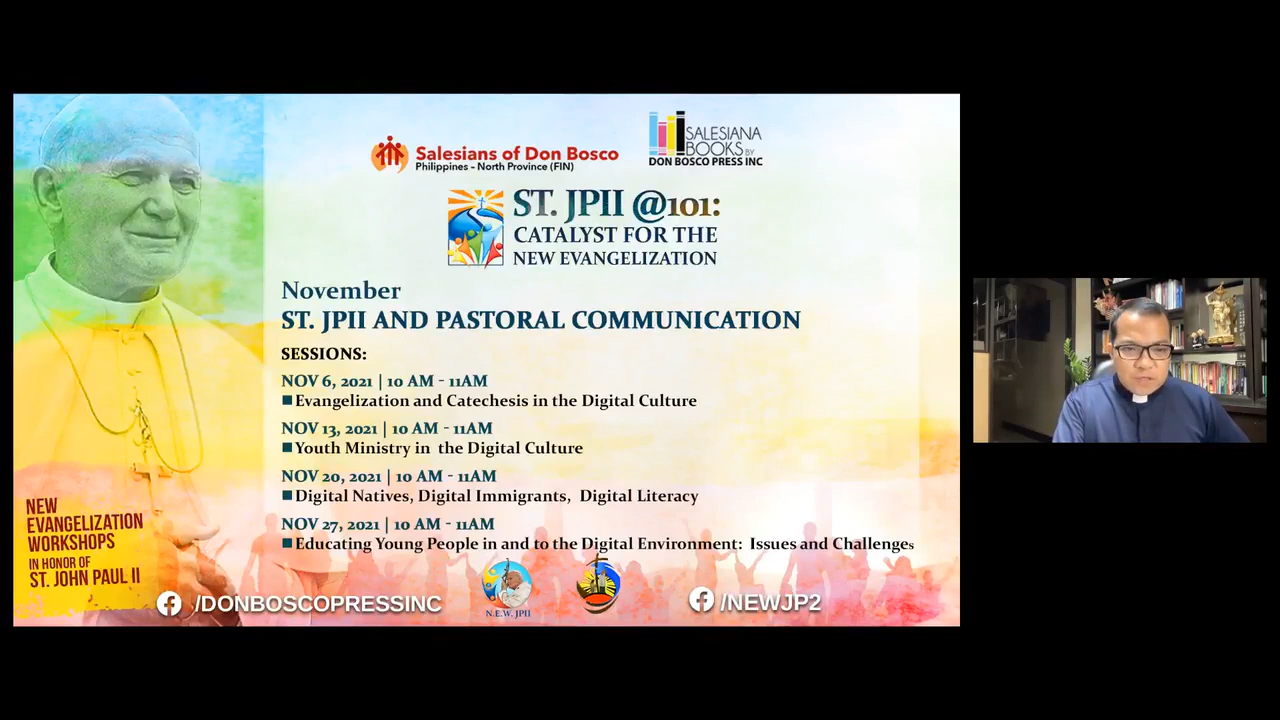 Salesians of Don Bosco
Philippines - North Province (FIN)
SALESIANA
BOOKS BY
DON BOSCO PRESS INC
ST. JPII @101:
CATALYST FOR THE
NEW EVANGELIZATION
November
ST. JPII AND PASTORAL COMMUNICATION
SESSIONS:
NOV 6, 2021 | 10 AM - 11AM
Evangelization and Catechesis in the Digital Culture
NOV 13, 2021 | 10 AM - 11AM
Youth Ministry in the Digital Culture
NOV 20, 2021 | 10 AM - 11AM
Digital Natives, Digital Immigrants, Digital Literacy
NOV 27, 2021 | 10 AM - 11AM
Educating Young People in and to the Digital Environment: Issues and Challenges
NEW
EVANGELIZATION
WORKSHOPS
IN HONOR OF
ST. JOHN PAUL II
/DONBOSCOPRESSINC
N.E.W. JPII
/NEWJP2